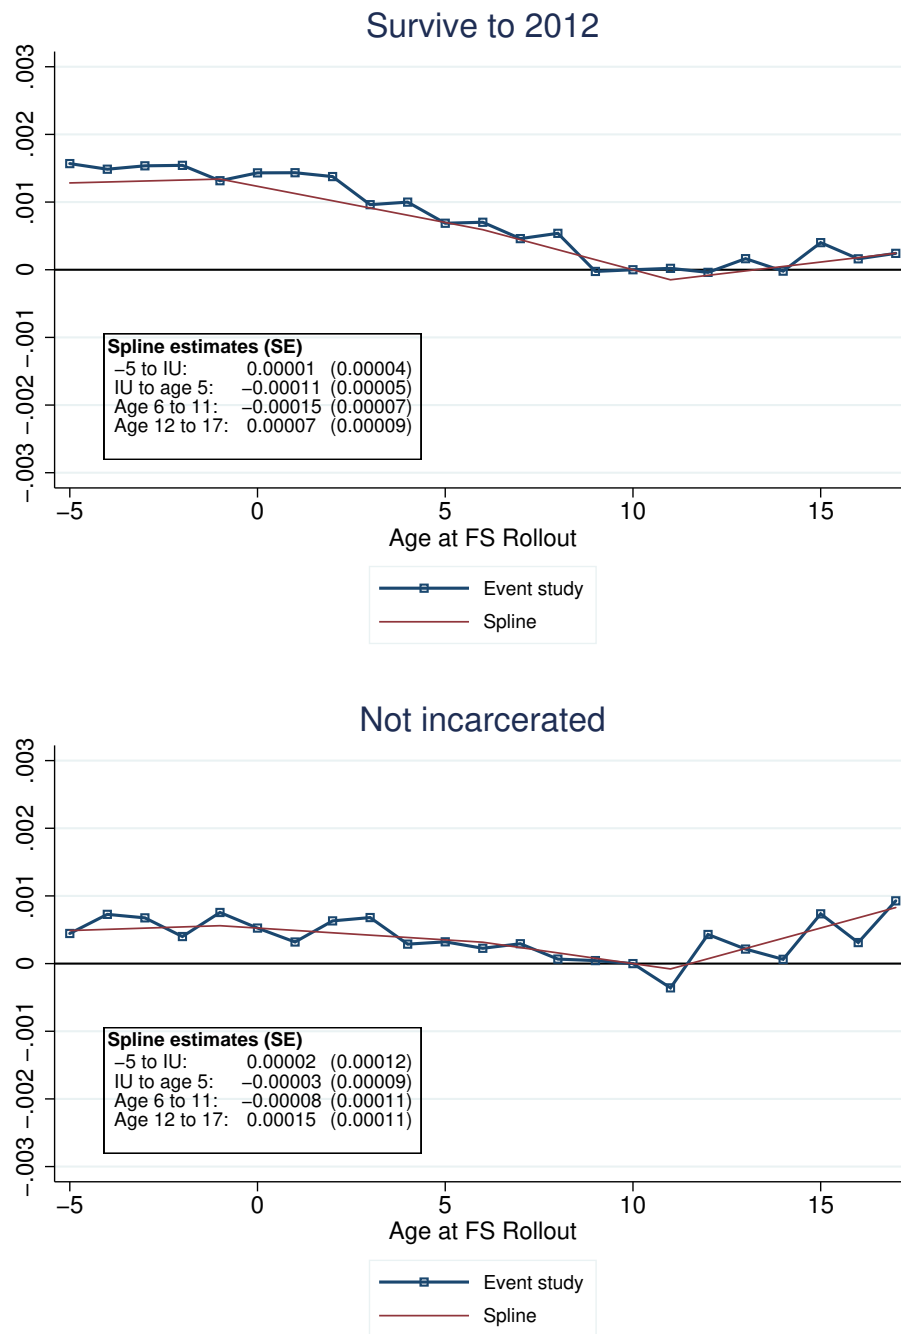 Survive to 2012
.003
.002
.001
0
−.001
−.002
−.003
Spline estimates (SE)
−5 to IU: 0.00001 (0.00004)
IU to age 5: −0.00011 (0.00005)
Age 6 to 11: −0.00015 (0.00007)
Age 12 to 17: 0.00007 (0.00009)
−5 0 5 10 15
Age at FS Rollout
Event study
Spline
Not incarcerated
.003
.002
.001
0
−.001
−.002
−.003
Spline estimates (SE)
−5 to IU: 0.00002 (0.00012)
IU to age 5: −0.00003 (0.00009)
Age 6 to 11: −0.00008 (0.00011)
Age 12 to 17: 0.00015 (0.00011)
−5 0 5 10 15
Age at FS Rollout
Event study
Spline